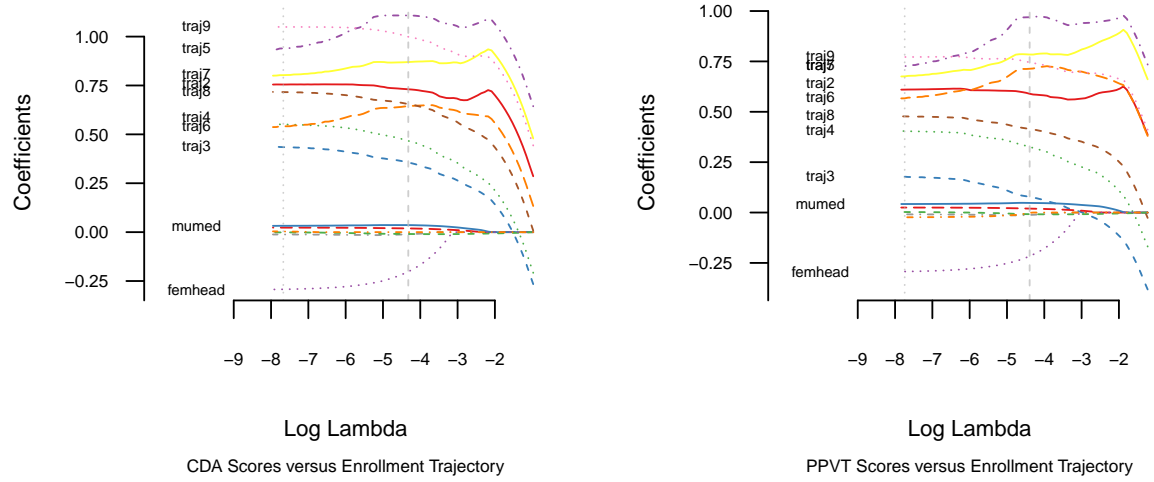 Coefficients
1.00
0.75
0.50
0.25
0.00
−0.25
traj9
traj5
traj7
traj2
traj8
traj4
traj6
traj3
mumed
femhead
−9 −8 −7 −6 −5 −4 −3 −2
Log Lambda
CDA Scores versus Enrollment Trajectory
Coefficients
1.00
0.75
0.50
0.25
0.00
−0.25
traj9
traj2
traj6
traj8
traj4
traj3
mumed
femhead
−9 −8 −7 −6 −5 −4 −3 −2
Log Lambda
PPVT Scores versus Enrollment Trajectory